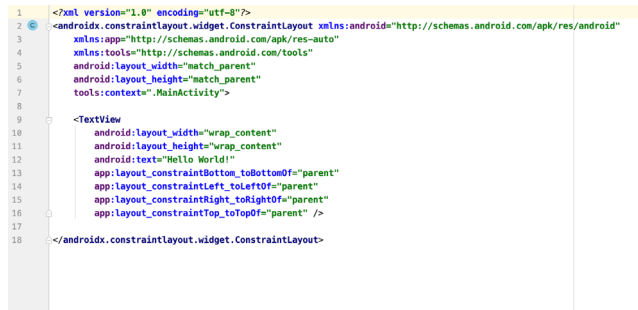 1 <?xml version="1.0" encoding="utf-8"?>
2 C <androidx.constraintlayout.widget.ConstraintLayout xmlns:android="http://schemas.android.com/apk/res/android"
3 xmlns:app="http://schemas.android.com/apk/res-auto"
4 xmlns:tools="http://schemas.android.com/tools"
5 android:layout_width="match_parent"
6 android:layout_height="match_parent"
7 tools:context=".MainActivity">
8
9 <TextView
10 android:layout_width="wrap_content"
11 android:layout_height="wrap_content"
12 android:text="Hello World!"
13 app:layout_constraintBottom_toBottomOf="parent"
14 app:layout_constraintLeft_toLeftOf="parent"
15 app:layout_constraintRight_toRightOf="parent"
16 app:layout_constraintTop_toTopOf="parent" />
17
18 </androidx.constraintlayout.widget.ConstraintLayout>